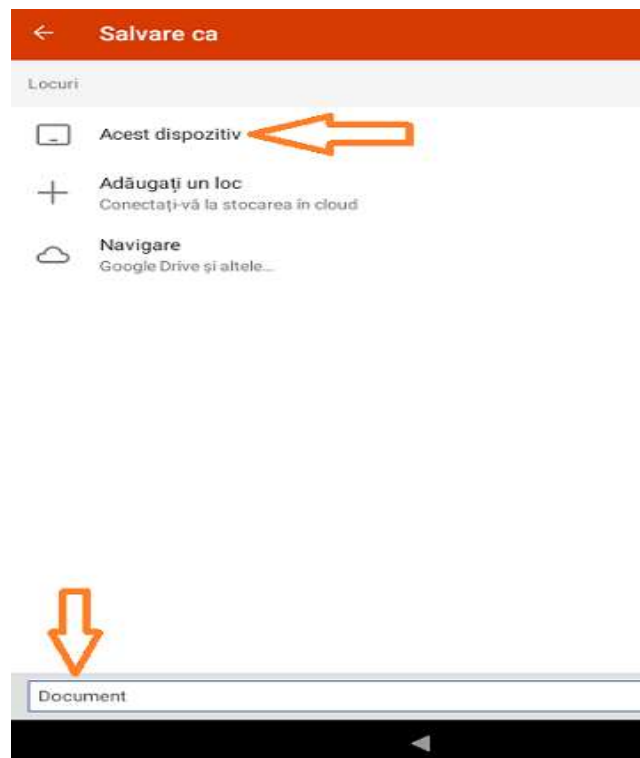 Salvare ca
Locuri
Acest dispozitiv
Adăugați un loc
Conectați-vă la stocarea în cloud
Navigare
Google Drive și altele...
Document